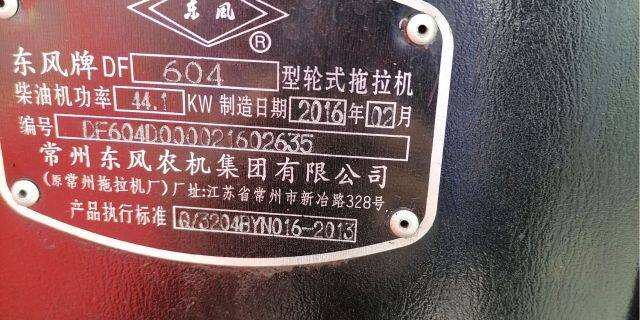 东风
®
东风牌DF 604 型轮式拖拉机
柴油机功率 44.1 KW 制造日期 2016 年 02 月
编号 DF604D000021602635
常州东风农机集团有限公司
(原常州拖拉机厂)厂址:江苏省常州市新冶路328号
产品执行标准 Q/3204BYN016-2013